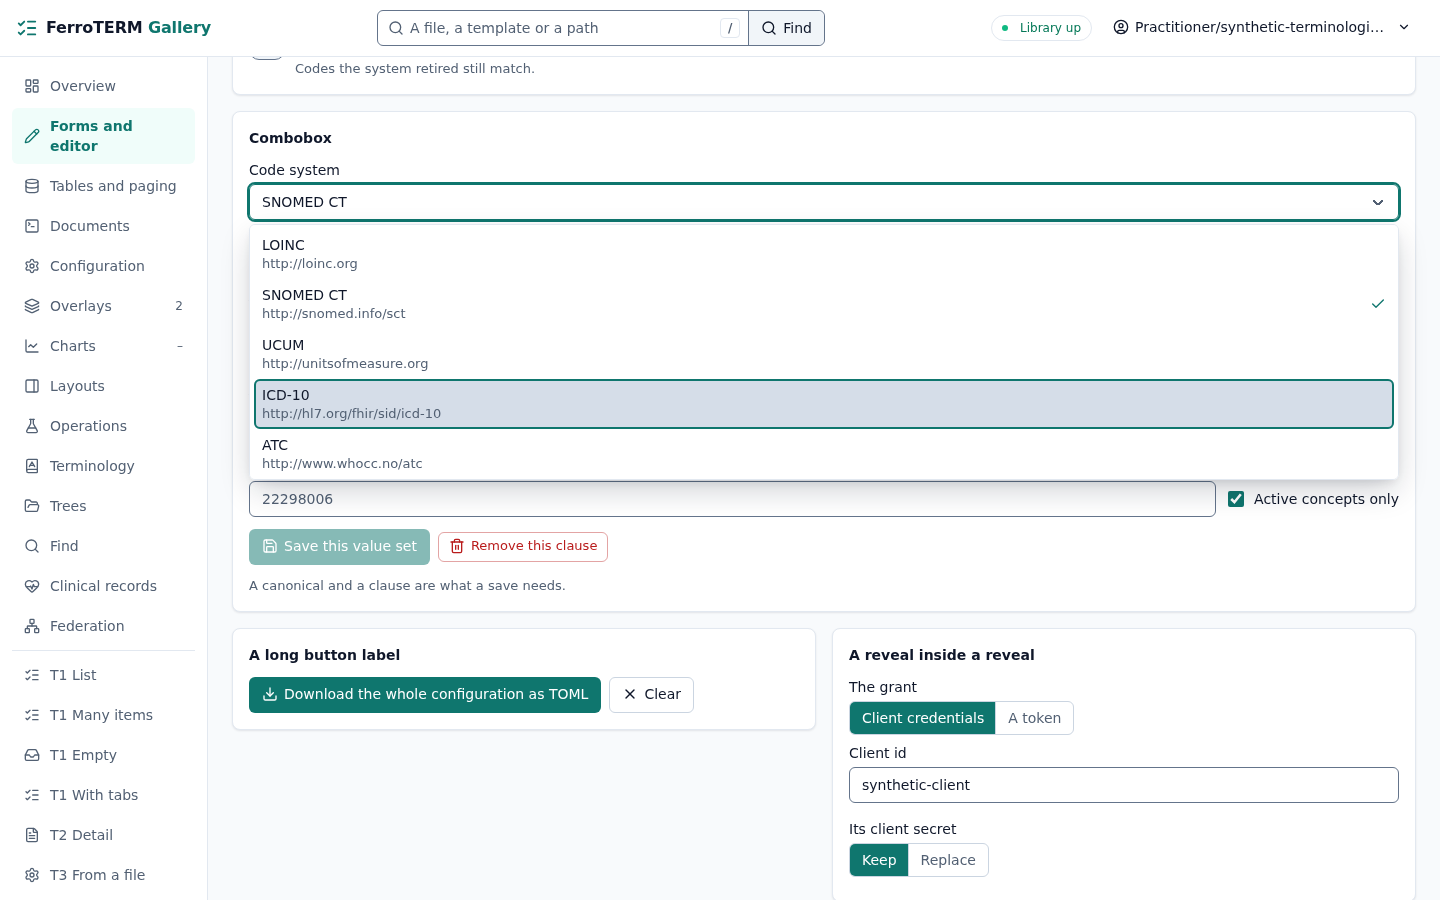 FerroTERM Gallery
A file, a template or a path
/
Find
Library up
Practitioner/synthetic-terminologi...
Overview
Forms and
editor
Tables and paging
Documents
Configuration
Overlays 2
Charts –
Layouts
Operations
Terminology
Trees
Find
Clinical records
Federation
T1 List
T1 Many items
T1 Empty
T1 With tabs
T2 Detail
T3 From a file
Codes the system retired still match.
Combobox
Code system
SNOMED CT
LOINC
http://loinc.org
SNOMED CT
http://snomed.info/sct
UCUM
http://unitsofmeasure.org
ICD-10
http://hl7.org/fhir/sid/icd-10
ATC
http://www.whocc.no/atc
22298006
Active concepts only
Save this value set
Remove this clause
A canonical and a clause are what a save needs.
A long button label
Download the whole configuration as TOML
Clear
A reveal inside a reveal
The grant
Client credentials
A token
Client id
synthetic-client
Its client secret
Keep
Replace